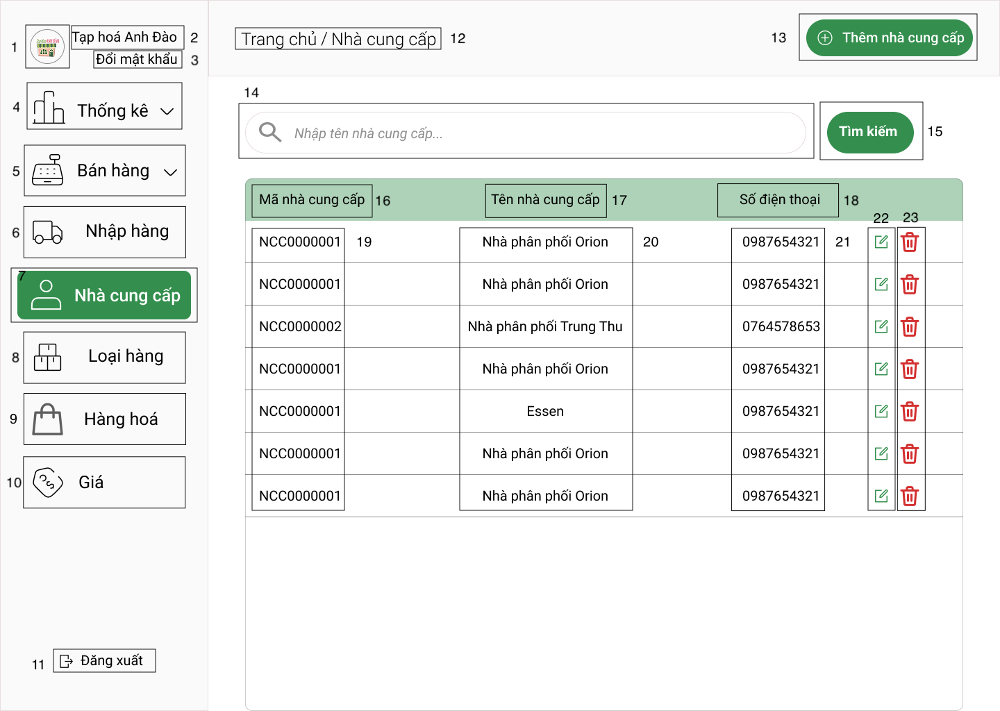 1
Tạp hoá Anh Đào 2
Đổi mật khẩu 3
4 Thống kê
5 Bán hàng
6 Nhập hàng
7 Nhà cung cấp
8 Loại hàng
9 Hàng hoá
10 Giá
11 Đăng xuất
Trang chủ / Nhà cung cấp 12
13 Thêm nhà cung cấp
14
Nhập tên nhà cung cấp...
Tìm kiếm 15
Mã nhà cung cấp 16 Tên nhà cung cấp 17 Số điện thoại 18
22 23
NCC0000001 19 Nhà phân phối Orion 20 0987654321 21
NCC0000001 Nhà phân phối Orion 0987654321
NCC0000002 Nhà phân phối Trung Thu 0764578653
NCC0000001 Nhà phân phối Orion 0987654321
NCC0000001 Essen 0987654321
NCC0000001 Nhà phân phối Orion 0987654321
NCC0000001 Nhà phân phối Orion 0987654321